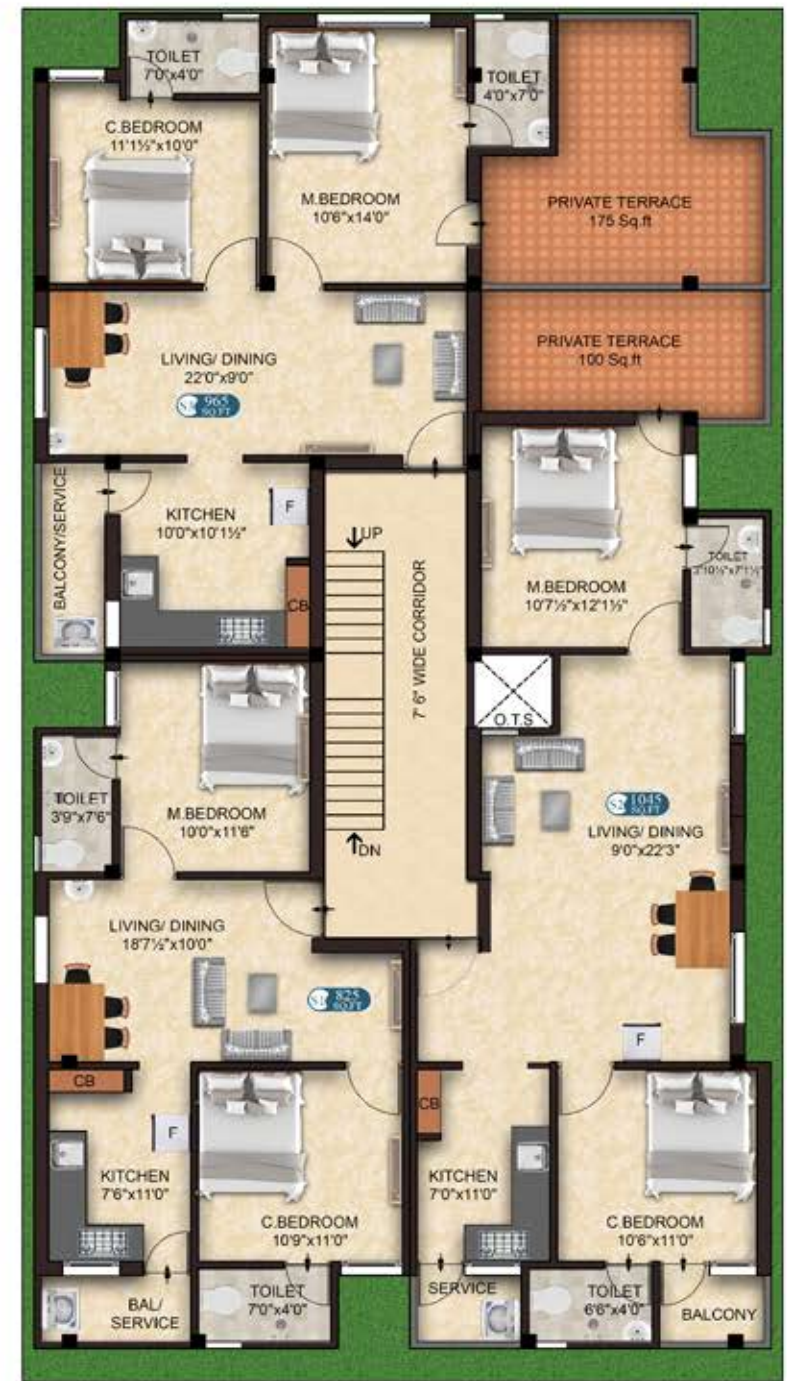 TOILET
7'0"x4'0"
TOILET
4'0"x7'0"
C.BEDROOM
11'1½"x10'0"
M.BEDROOM
10'6"x14'0"
PRIVATE TERRACE
175 Sq.ft
PRIVATE TERRACE
100 Sq.ft
LIVING/ DINING
22'0"x9'0"
965
SQ.FT
BALCONY/SERVICE
KITCHEN
10'0"x10'1½"
F
CB
UP
7' 6" WIDE CORRIDOR
DN
M.BEDROOM
10'7½"x12'1½"
TOILET
O.T.S
TOILET
3'9"x7'6"
M.BEDROOM
10'0"x11'6"
S2 1045
SQ.FT
LIVING/ DINING
9'0"x22'3"
LIVING/ DINING
18'7½"x10'0"
S1 825
SQ.FT
F
CB
F
CB
KITCHEN
7'6"x11'0"
C.BEDROOM
10'9"x11'0"
KITCHEN
7'0"x11'0"
C.BEDROOM
10'6"x11'0"
BAL/
SERVICE
TOILET
7'0"x4'0"
SERVICE
TOILET
6'6"x4'0"
BALCONY